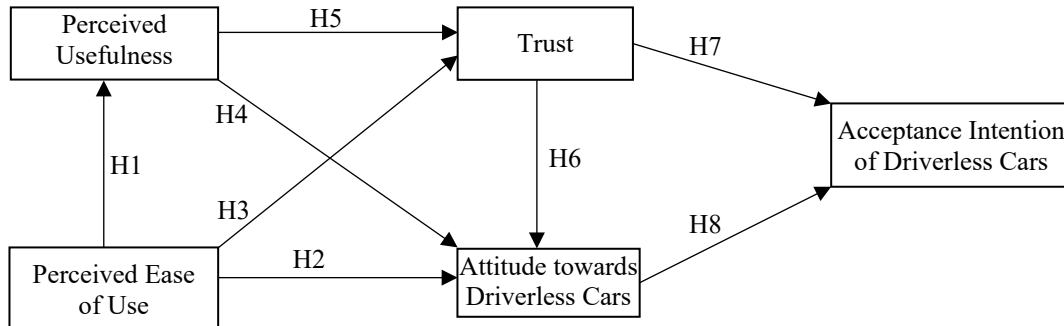 Perceived
Usefulness
H5
Trust
H7
H4
Acceptance Intention
of Driverless Cars
H1
H6
H3
H2
H8
Perceived Ease
of Use
Attitude towards
Driverless Cars